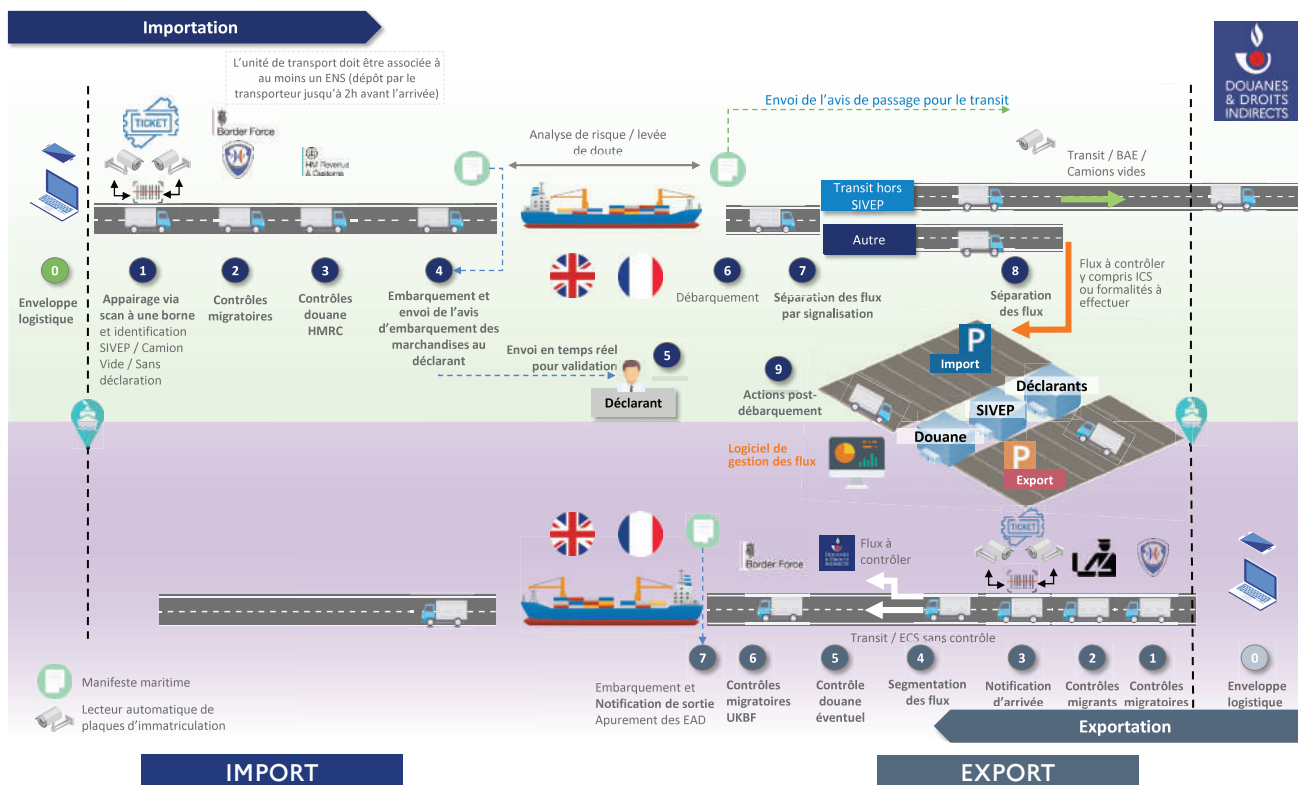 Importation
L'unité de transport doit être associée à
au moins un ENS (dépôt par le
transporteur jusqu'à 2h avant l'arrivée)
DOUANES
& DROITS
INDIRECTS
TICKET
Border Force
HM Revenue
& Customs
Analyse de risque / levée
de doute
Envoi de l'avis de passage pour le transit
Transit / BAE /
Camions vides
Transit hors
SIVEP
Autre
0
Enveloppe
logistique
1
Appairage via
scan à une borne
et identification
SIVEP / Camion
Vide / Sans
déclaration
2
Contrôles
migratoires
3
Contrôles
douane
HMRC
4
Embarquement et
envoi de l'avis
d'embarquement des
marchandises au
déclarant
Envoi en temps réel
pour validation
5
Déclarant
6
Débarquement
7
Séparation des flux
par signalisation
8
Séparation
des flux
Flux à contrôler
y compris ICS
ou formalités à
effectuer
9
Actions post-
débarquement
P
Import
Déclarants
SIVEP
Douane
P
Export
Logiciel de
gestion des flux
TICKET
Border Force
DOUANES
& DROITS
INDIRECTS
Flux à
contrôler
Transit / ECS sans contrôle
7
Embarquement et
Notification de sortie
Apurement des EAD
6
Contrôles
migratoires
UKBF
5
Contrôle
douane
éventuel
4
Segmentation
des flux
3
Notification
d'arrivée
2
Contrôles
migrants
1
Contrôles
migratoires
0
Enveloppe
logistique
Manifeste maritime
Lecteur automatique de
plaques d'immatriculation
Exportation
IMPORT
EXPORT